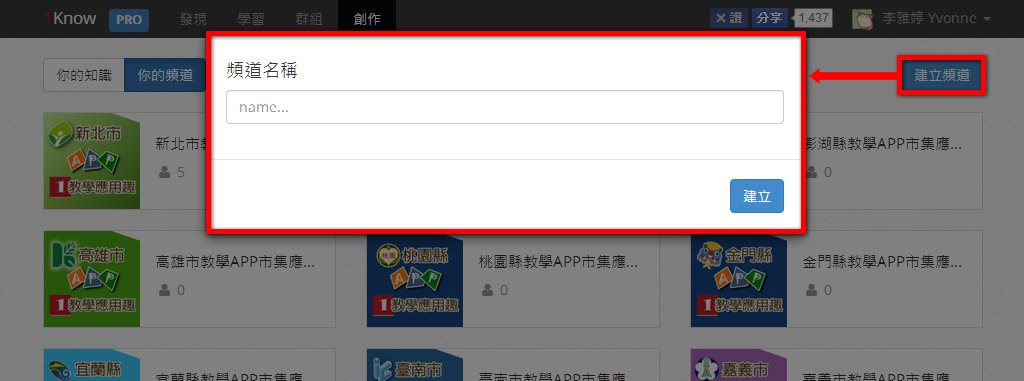 1Know PRO 發現 學習 群組 創作 讚 分享 1,437 李雅婷 Yvonne
你的知識 你的頻道 建立頻道
頻道名稱
name...
建立
新北市
APP
1教學應用趣
新北市教
5
澎湖縣教學APP市集應...
0
高雄市
APP
1教學應用趣
高雄市教學APP市集應...
0
桃園縣
APP
1教學應用趣
桃園縣教學APP市集應...
0
金門縣
APP
1教學應用趣
金門縣教學APP市集應...
0
宜蘭縣
宜蘭縣教學APP市集應...
臺南市
臺南市教學APP市集應...
嘉義市
嘉義市教學APP市集應...